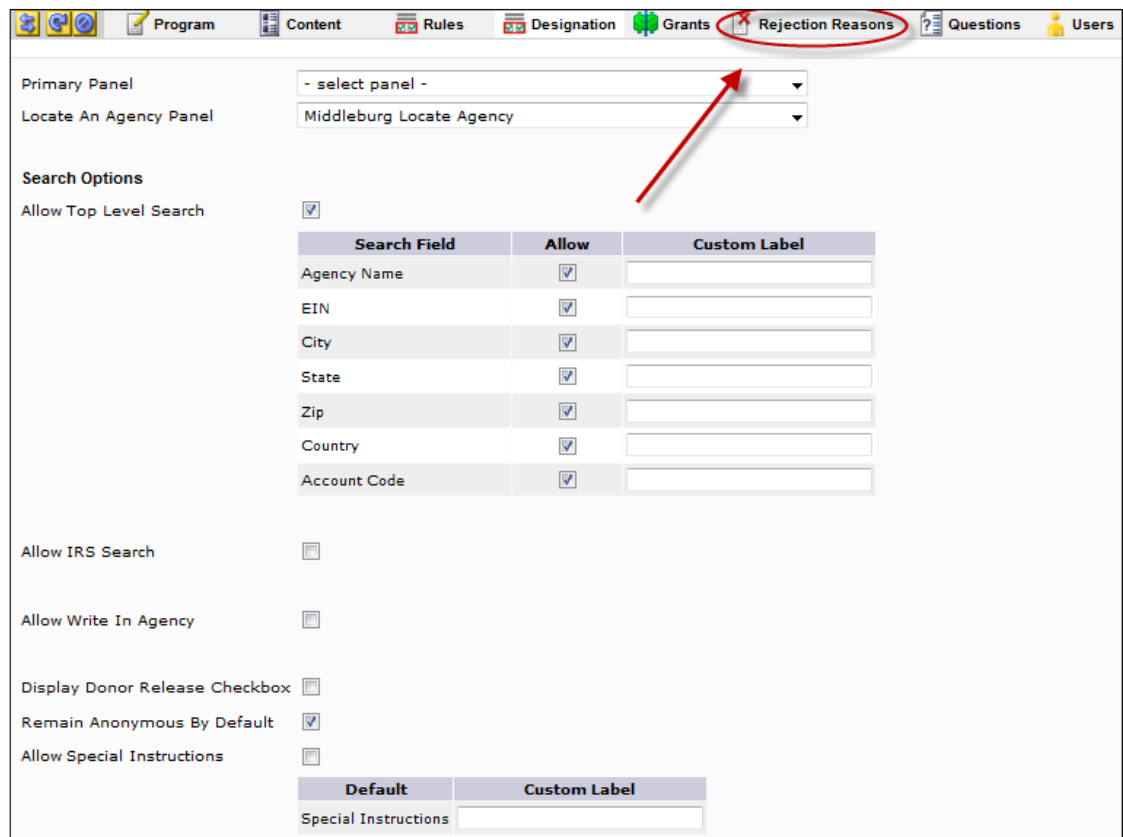 Program Content Rules Designation Grants Rejection Reasons Questions Users
Primary Panel - select panel -
Locate An Agency Panel Middleburg Locate Agency
Search Options
Allow Top Level Search
Search Field Allow Custom Label
Agency Name
EIN
City
State
Zip
Country
Account Code
Allow IRS Search
Allow Write In Agency
Display Donor Release Checkbox
Remain Anonymous By Default
Allow Special Instructions
Default Custom Label
Special Instructions